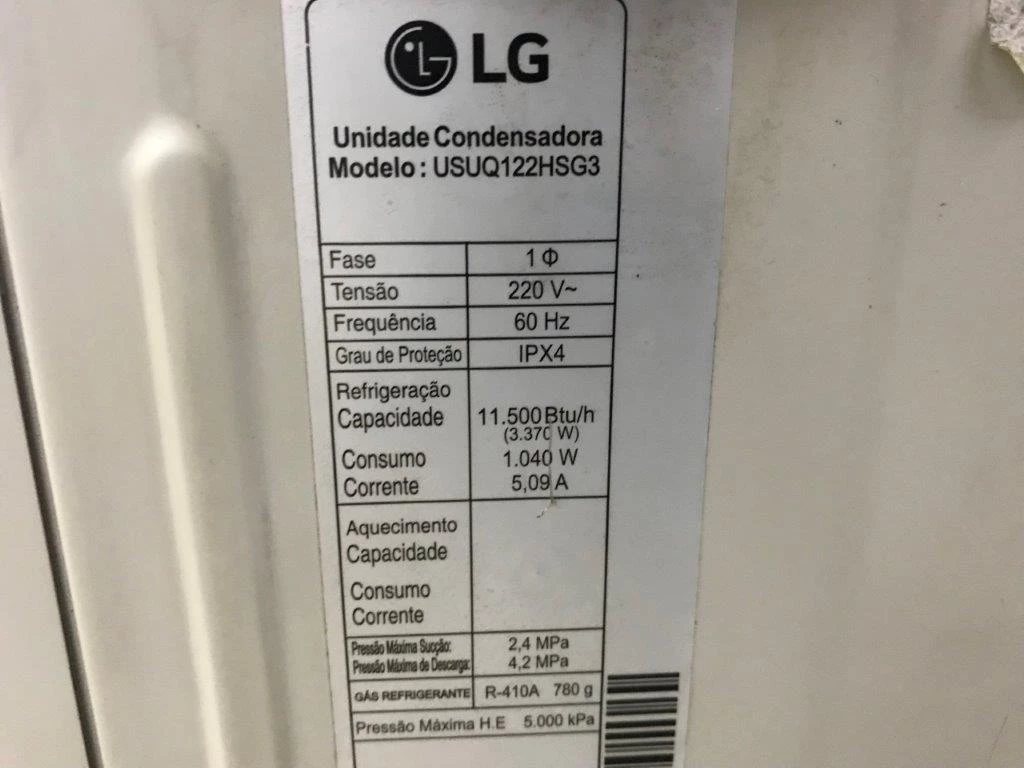 LG
Unidade Condensadora
Modelo : USUQ122HSG3
Fase 1 Φ
Tensão 220 V~
Frequência 60 Hz
Grau de Proteção IPX4
Refrigeração
Capacidade 11.500 Btu/h
(3.370 W)
Consumo 1.040 W
Corrente 5,09 A
Aquecimento
Capacidade
Consumo
Corrente
Pressão Máxima Sucção: 2,4 MPa
Pressão Máxima de Descarga: 4,2 MPa
GÁS REFRIGERANTE R-410A 780 g
Pressão Máxima H.E 5.000 kPa